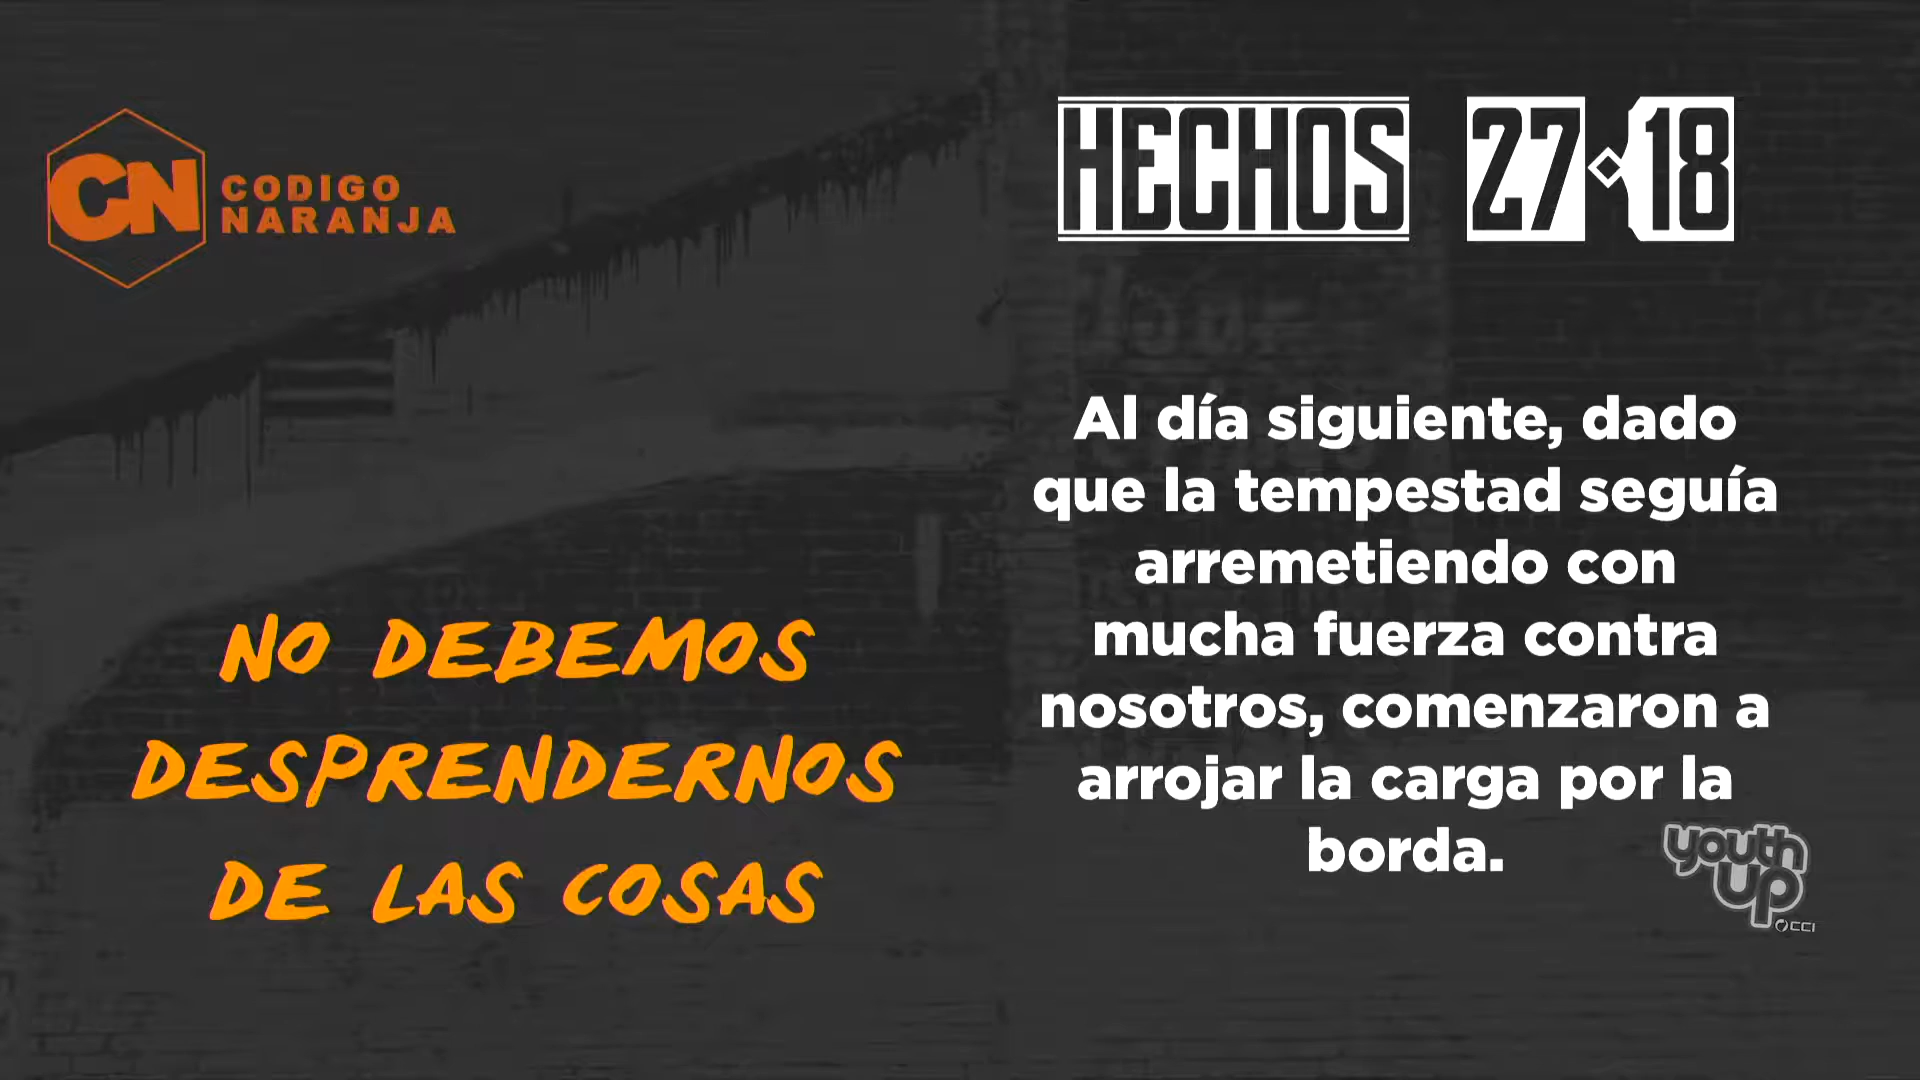 CN
CODIGO
NARANJA
NO DEBEMOS
DESPRENDERNOS
DE LAS COSAS
HECHOS 27:18
Al día siguiente, dado
que la tempestad seguía
arremetiendo con
mucha fuerza contra
nosotros, comenzaron a
arrojar la carga por la
borda.
youth
up
CCI